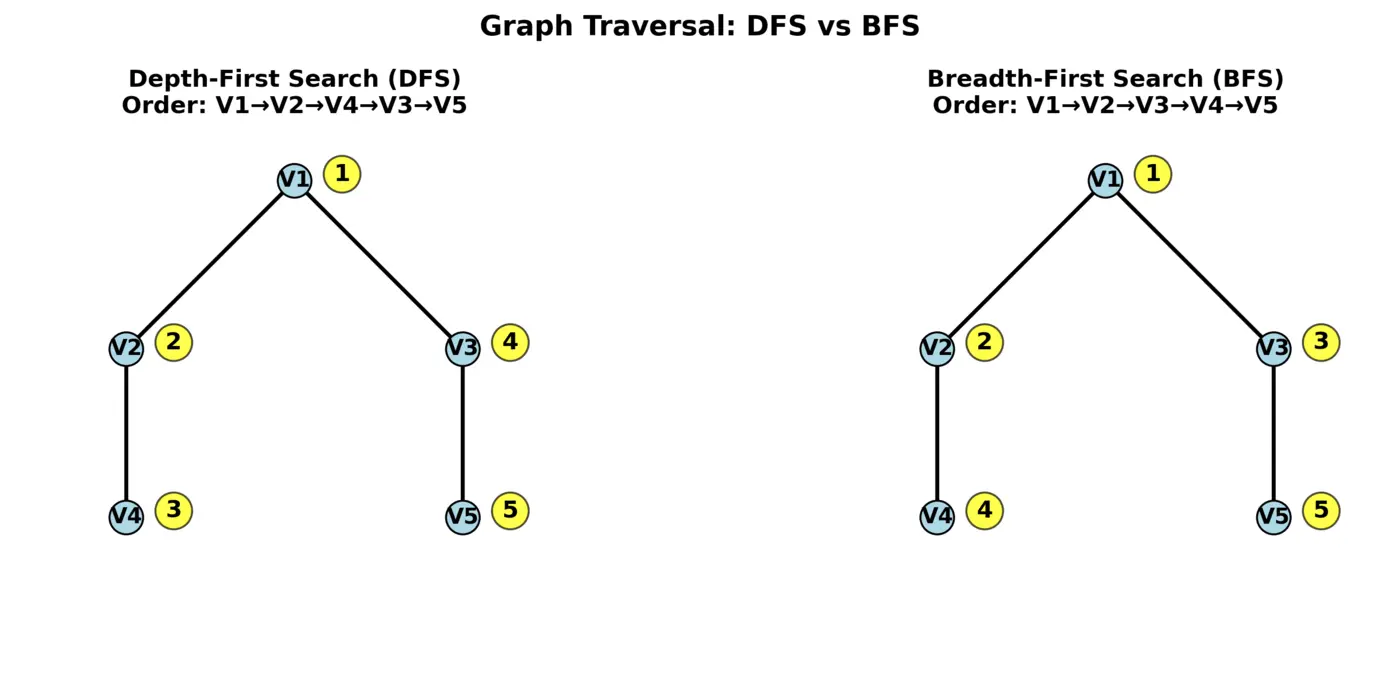 Graph Traversal: DFS vs BFS
Depth-First Search (DFS)
Order: V1→V2→V4→V3→V5
V1 1
V2 2
V3 4
V4 3
V5 5
Breadth-First Search (BFS)
Order: V1→V2→V3→V4→V5
V1 1
V2 2
V3 3
V4 4
V5 5